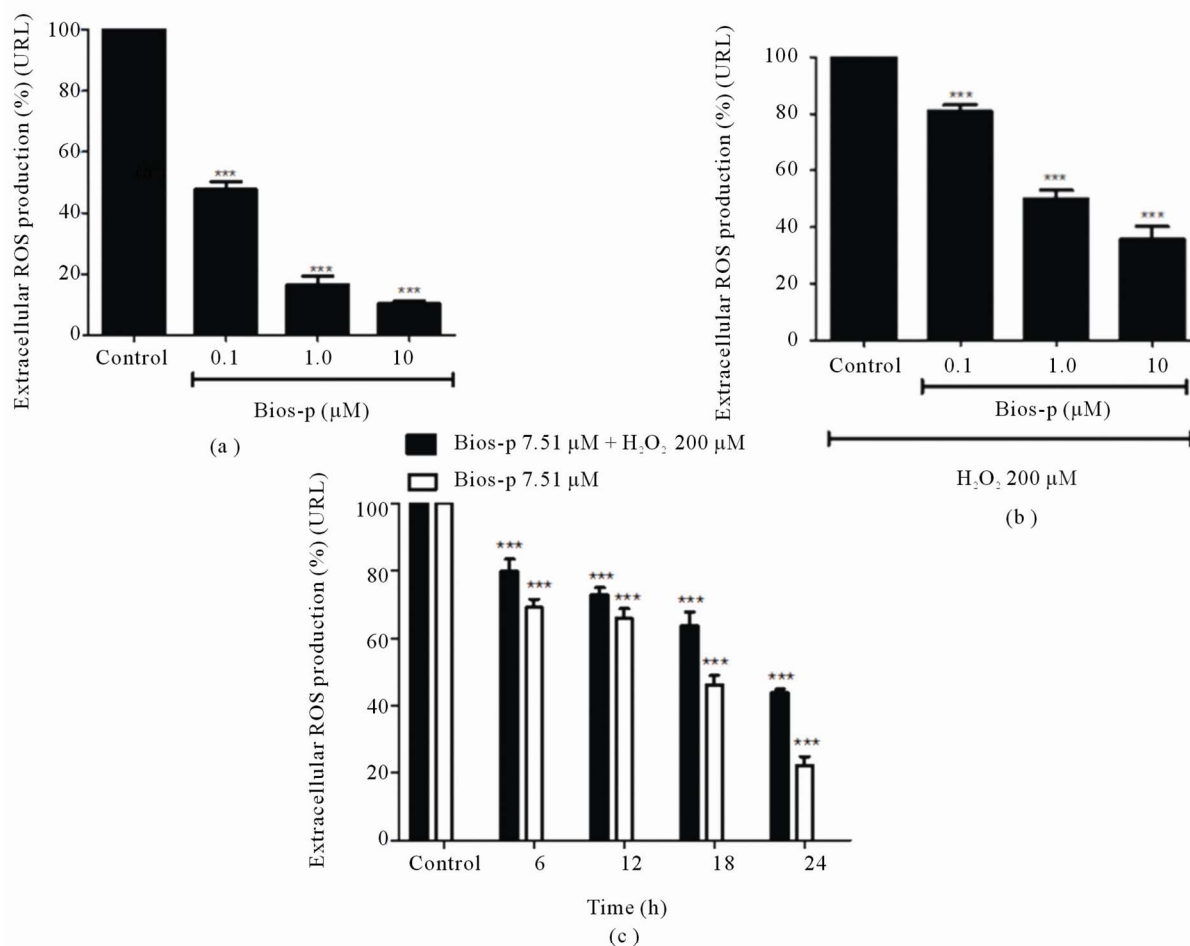 Extracellular ROS production (%) (URL)
100
80
60
40
20
0
***
***
***
Control
0.1
1.0
10
Bios-p (µM)
(a )
Extracellular ROS production (%) (URL)
100
80
60
40
20
0
***
***
***
Control
0.1
1.0
10
Bios-p (µM)
H₂O₂ 200 µM
(b )
Bios-p 7.51 µM + H₂O₂ 200 µM
Bios-p 7.51 µM
Extracellular ROS production (%) (URL)
100
80
60
40
20
0
***
***
***
***
***
***
***
***
Control
6
12
18
24
Time (h)
(c )